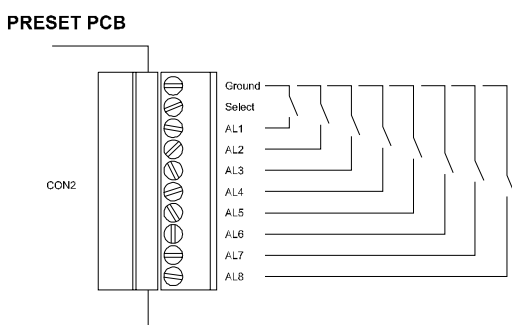 PRESET PCB
Ground
Select
AL1
AL2
AL3
AL4
CON2
AL5
AL6
AL7
AL8